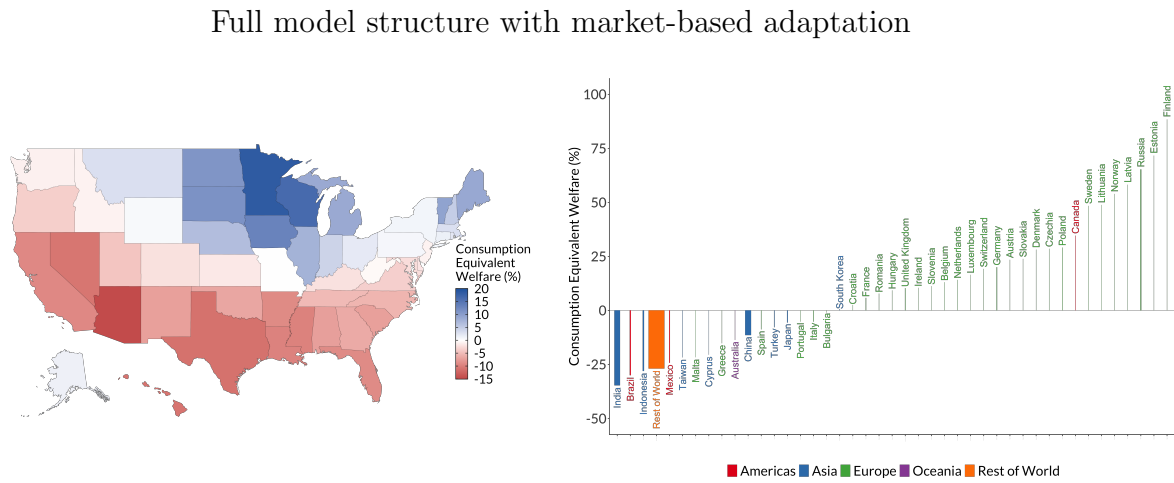 Full model structure with market-based adaptation
Consumption
Equivalent
Welfare (%)
20
15
10
5
0
-5
-10
-15
Consumption Equivalent Welfare (%)
100
75
50
25
0
-25
-50
India
Brazil
Indonesia
Rest of World
Mexico
Taiwan
Malta
Cyprus
Greece
Australia
China
Spain
Turkey
Japan
Portugal
Italy
Bulgaria
South Korea
Croatia
France
Romania
Hungary
United Kingdom
Ireland
Slovenia
Belgium
Netherlands
Luxembourg
Switzerland
Germany
Austria
Slovakia
Denmark
Czechia
Poland
Canada
Sweden
Lithuania
Norway
Latvia
Russia
Estonia
Finland
Americas Asia Europe Oceania Rest of World